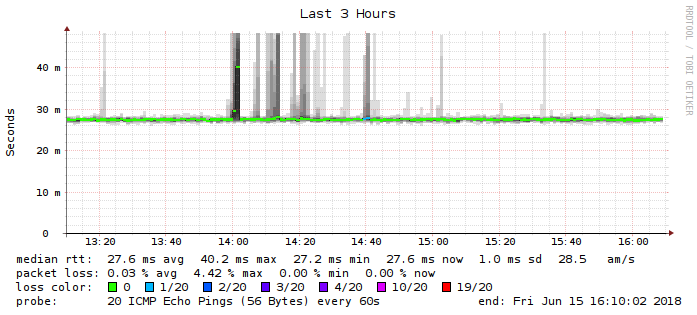 Last 3 Hours
RRDTOOL / TOBI OETIKER
Seconds
40 m
30 m
20 m
10 m
0
13:20 13:40 14:00 14:20 14:40 15:00 15:20 15:40 16:00
median rtt: 27.6 ms avg 40.2 ms max 27.2 ms min 27.6 ms now 1.0 ms sd 28.5 am/s
packet loss: 0.03 % avg 4.42 % max 0.00 % min 0.00 % now
loss color: 0 1/20 2/20 3/20 4/20 10/20 19/20
probe: 20 ICMP Echo Pings (56 Bytes) every 60s end: Fri Jun 15 16:10:02 2018